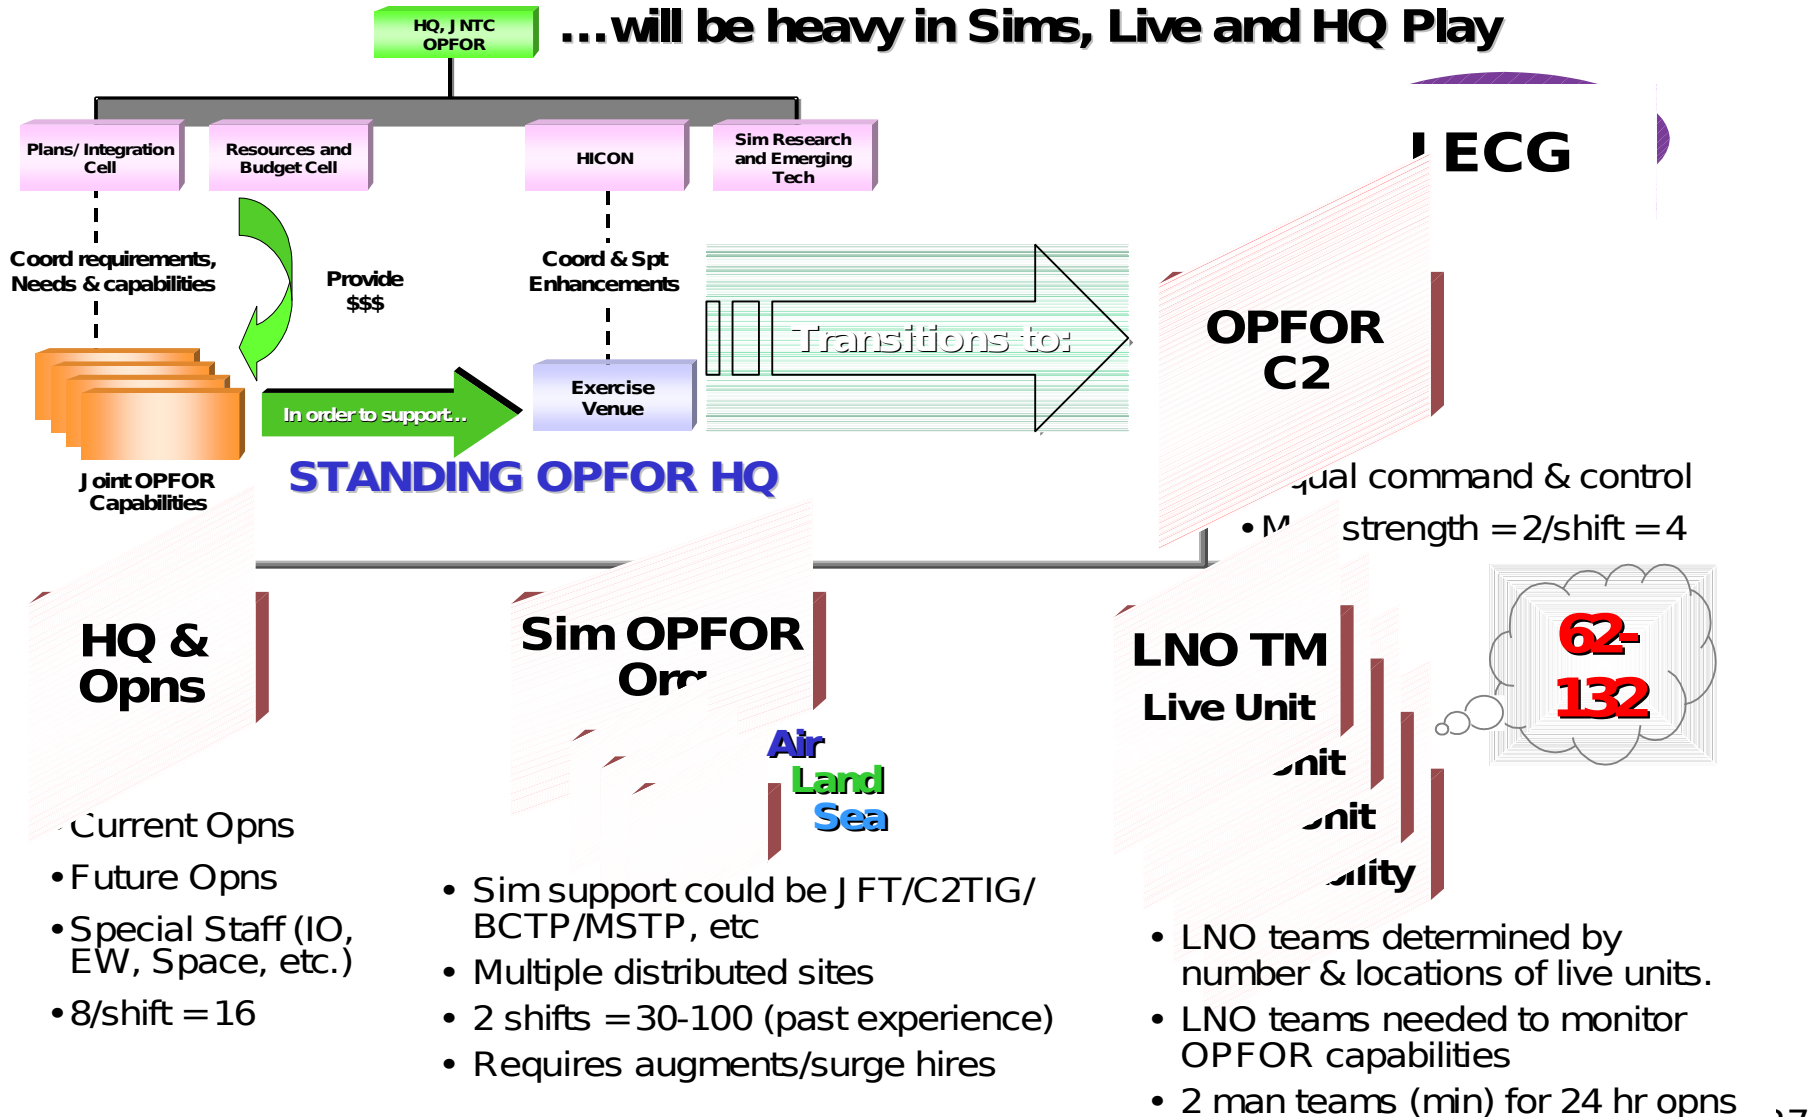 HQ, JNTC
OPFOR
...will be heavy in Sims, Live and HQ Play
Plans/Integration
Cell
Resources and
Budget Cell
HICON
Sim Research
and Emerging
Tech
JECG
Coord requirements,
Needs & capabilities
Provide
$$$
Coord & Spt
Enhancements
Transitions to:
OPFOR
C2
In order to support...
Exercise
Venue
Joint OPFOR
Capabilities
STANDING OPFOR HQ
command & control
strength = 2/shift = 4
HQ &
Opns
Sim OPFOR
Org
LNO TM
Live Unit
62-
132
Air
Land
Sea
Current Opns
• Future Opns
• Special Staff (IO,
EW, Space, etc.)
• 8/shift = 16
• Sim support could be JFT/C2TIG/
BCTP/MSTP, etc
• Multiple distributed sites
• 2 shifts = 30-100 (past experience)
• Requires augments/surge hires
• LNO teams determined by
number & locations of live units.
• LNO teams needed to monitor
OPFOR capabilities
• 2 man teams (min) for 24 hr opns